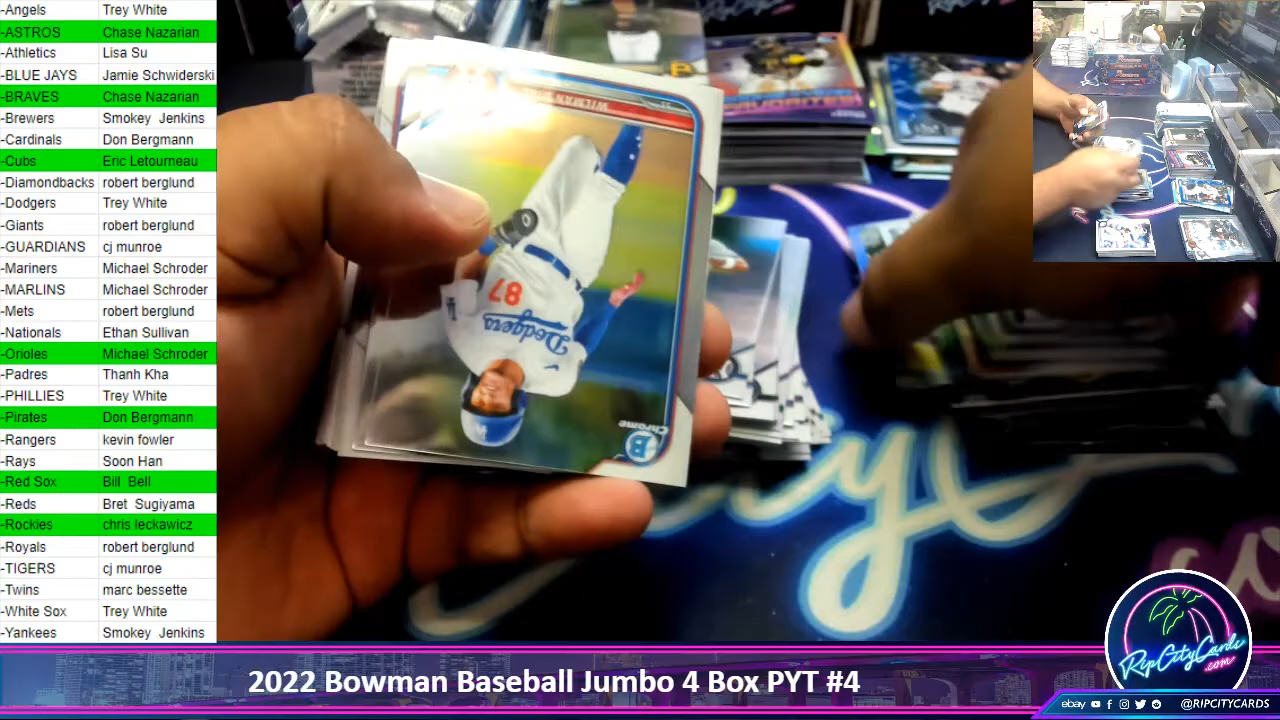 -Angels Trey White
-ASTROS Chase Nazarian
-Athletics Lisa Su
-BLUE JAYS Jamie Schwiderski
-BRAVES Chase Nazarian
-Brewers Smokey Jenkins
-Cardinals Don Bergmann
-Cubs Eric Letourneau
-Diamondbacks robert berglund
-Dodgers Trey White
-Giants robert berglund
-GUARDIANS cj munroe
-Mariners Michael Schroder
-MARLINS Michael Schroder
-Mets robert berglund
-Nationals Ethan Sullivan
-Orioles Michael Schroder
-Padres Thanh Kha
-PHILLIES Trey White
-Pirates Don Bergmann
-Rangers kevin fowler
-Rays Soon Han
-Red Sox Bill Bell
-Reds Bret Sugiyama
-Rockies chris leckawicz
-Royals robert berglund
-TIGERS cj munroe
-Twins marc bessette
-White Sox Trey White
-Yankees Smokey Jenkins
87
Dodgers
Chrome
B
RipCityCards
.com
2022 Bowman Baseball Jumbo 4 Box PYT #4
ebay @RIPCITYCARDS